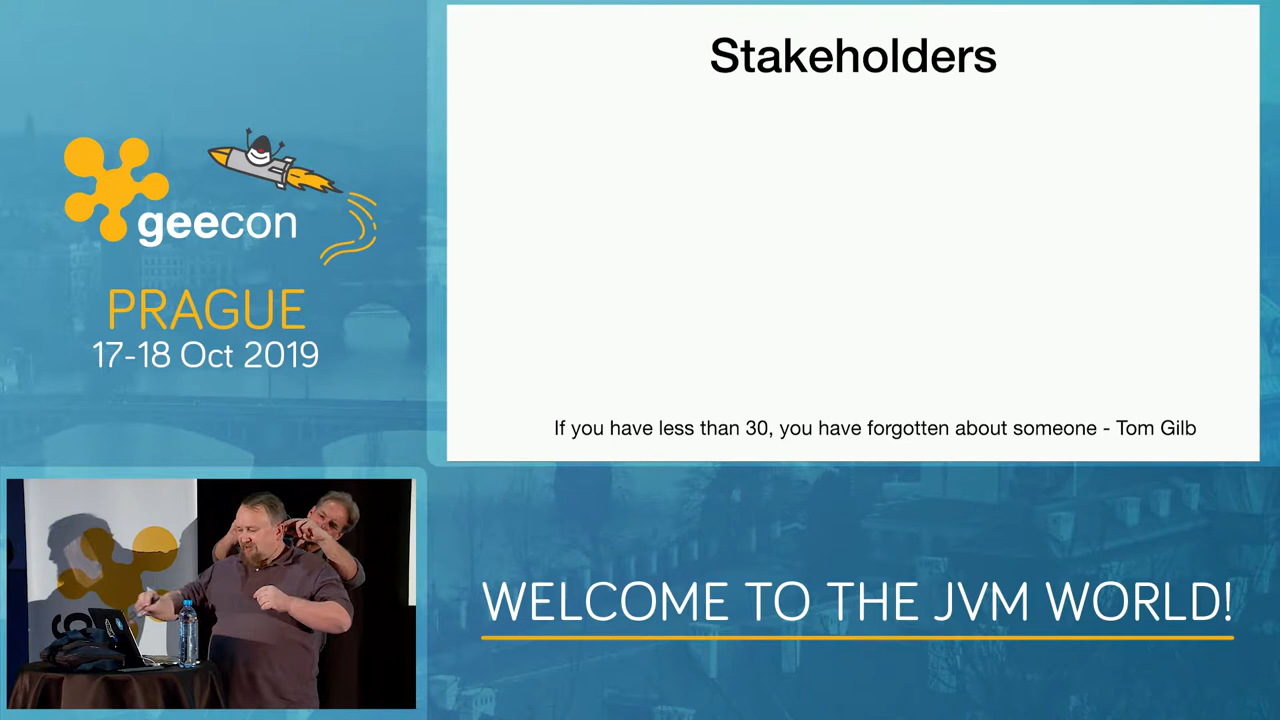 Stakeholders
If you have less than 30, you have forgotten about someone - Tom Gilb
geecon
PRAGUE
17-18 Oct 2019
WELCOME TO THE JVM WORLD!